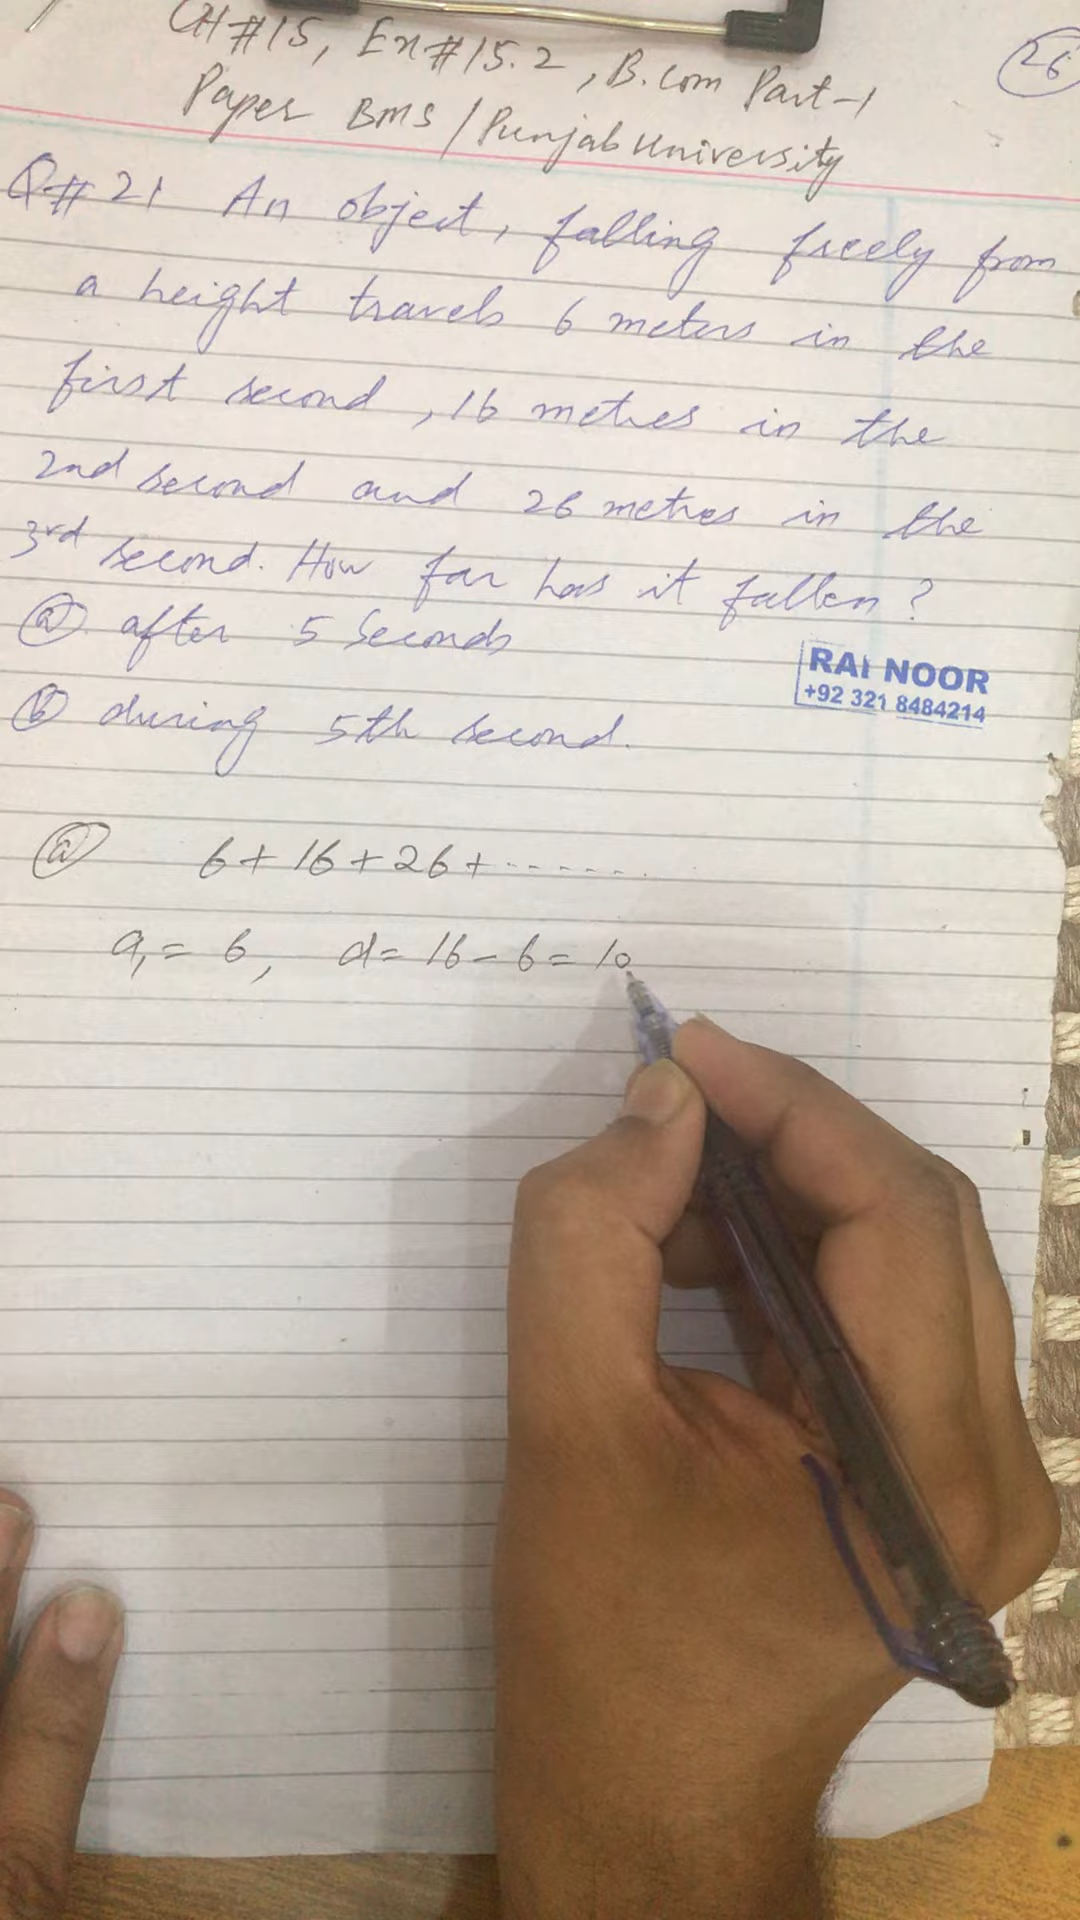 CH#15, Ex#15.2, B.com Part-1
26
Paper BMS / Punjab University
Q# 21 An object, falling freely from
a height travels 6 meters in the
first second, 16 metres in the
2nd second and 26 metres in the
3rd second. How far has it fallen?
(a) after 5 Seconds
RAI NOOR
+92 321 8484214
(b) during 5th second.
(a) 6+16+26+------.
a₁= 6, d= 16-6=10